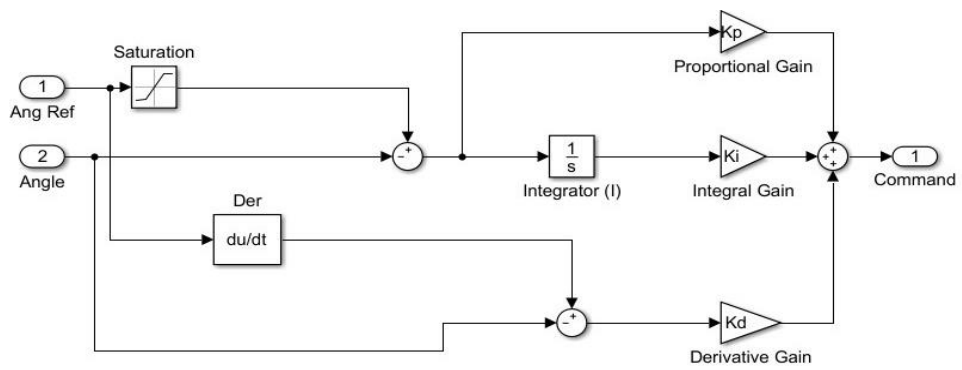 Kp
Proportional Gain
Saturation
1
Ang Ref
- +
2
Angle
1
s
Integrator (I)
Ki
Integral Gain
+ +
+
1
Command
Der
du/dt
- +
Kd
Derivative Gain